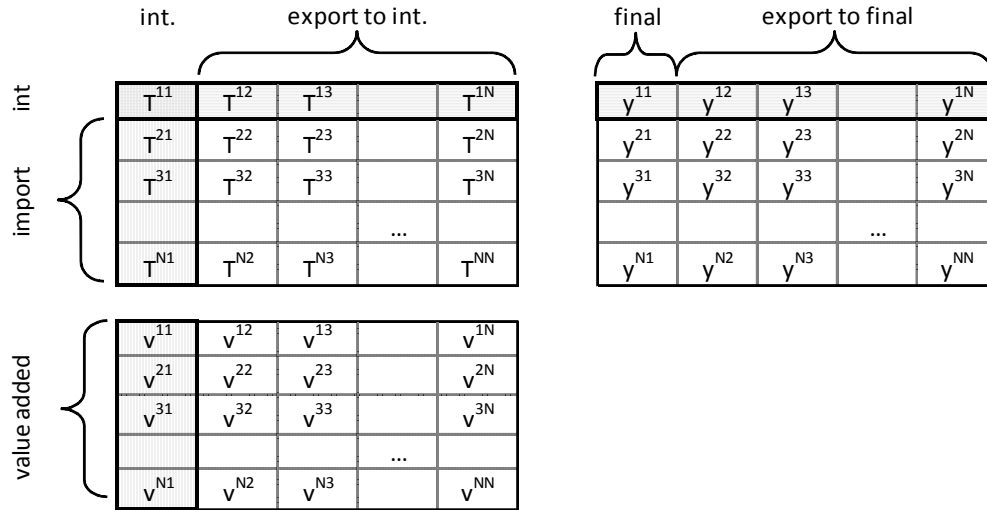 int. export to int. final export to final
int T¹¹ T¹² T¹³ T¹ᴺ y¹¹ y¹² y¹³ y¹ᴺ
import T²¹ T²² T²³ T²ᴺ y²¹ y²² y²³ y²ᴺ
T³¹ T³² T³³ T³ᴺ y³¹ y³² y³³ y³ᴺ
... ...
Tᴺ¹ Tᴺ² Tᴺ³ Tᴺᴺ yᴺ¹ yᴺ² yᴺ³ yᴺᴺ
value added v¹¹ v¹² v¹³ v¹ᴺ
v²¹ v²² v²³ v²ᴺ
v³¹ v³² v³³ v³ᴺ
...
vᴺ¹ vᴺ² vᴺ³ vᴺᴺ